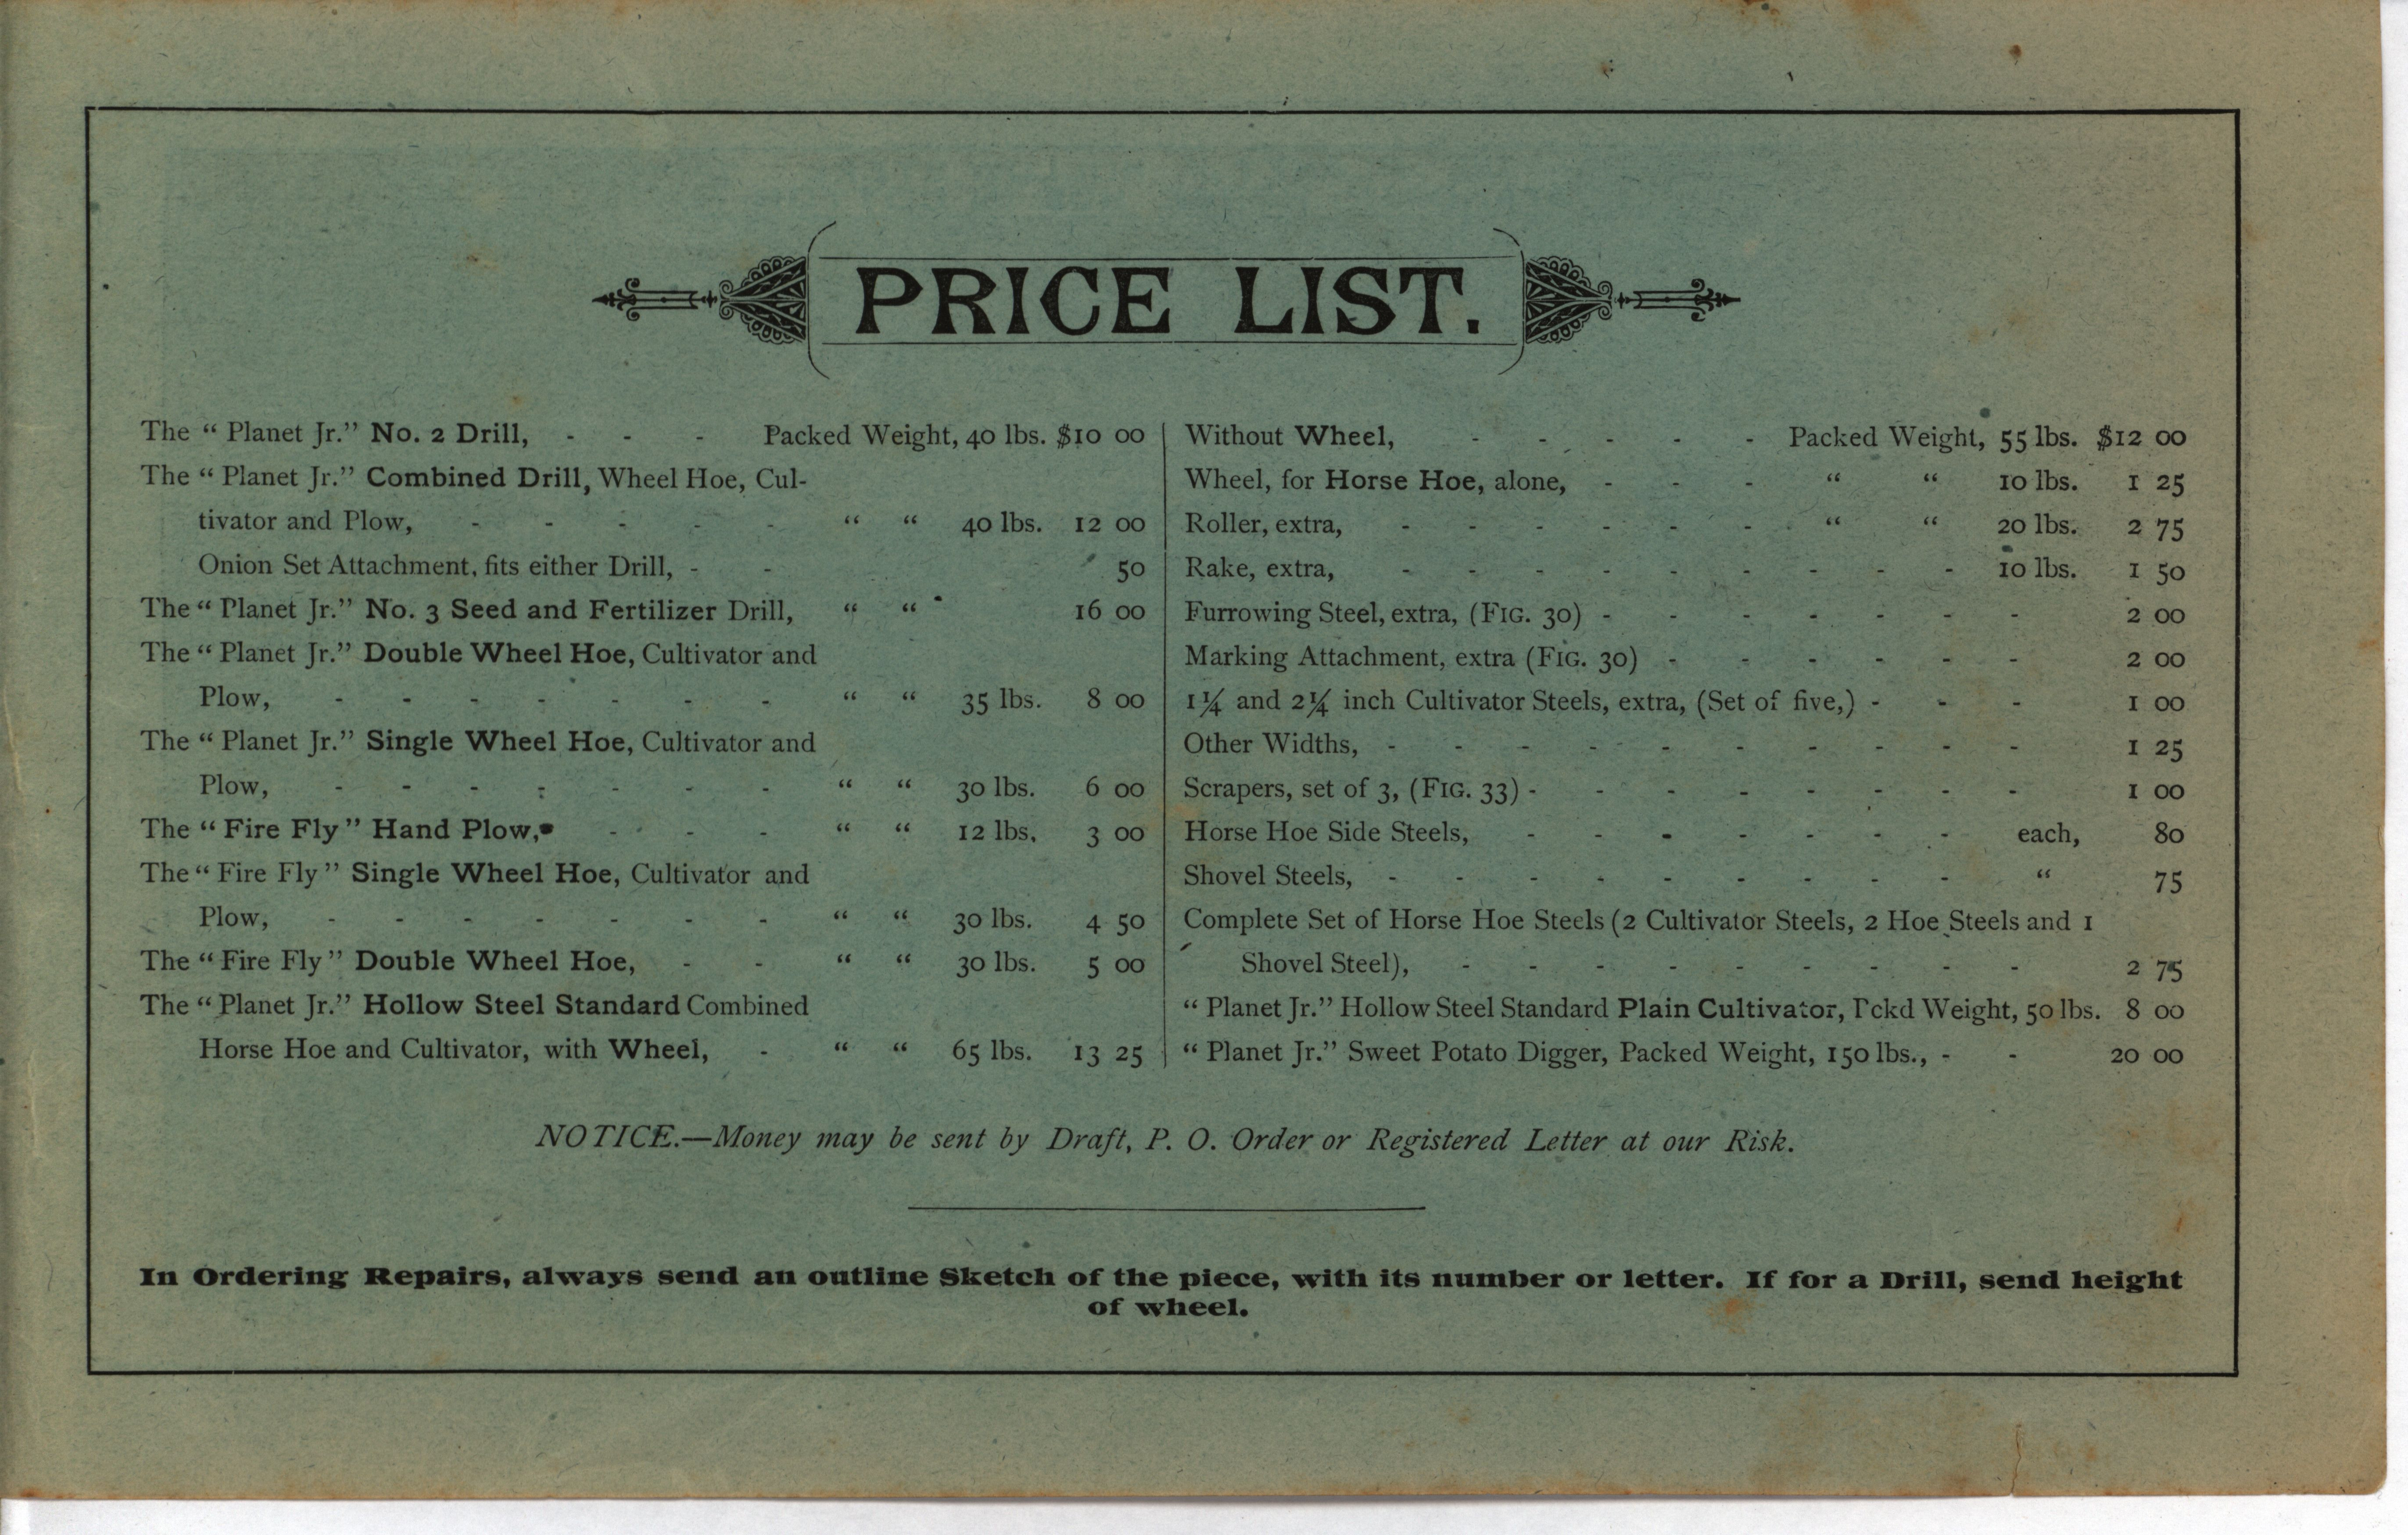 PRICE LIST.
The “ Planet Jr.” No. 2 Drill, - - - Packed Weight, 40 lbs. $10 00
The “ Planet Jr.” Combined Drill, Wheel Hoe, Cul-
tivator and Plow, - - - - - “ “ 40 lbs. 12 00
Onion Set Attachment, fits either Drill, - - 50
The “ Planet Jr.” No. 3 Seed and Fertilizer Drill, “ “ 16 00
The “ Planet Jr.” Double Wheel Hoe, Cultivator and
Plow, - - - - - - - “ “ 35 lbs. 8 00
The “ Planet Jr.” Single Wheel Hoe, Cultivator and
Plow, - - - - - - - “ “ 30 lbs. 6 00
The “ Fire Fly ” Hand Plow, - - - “ “ 12 lbs. 3 00
The “ Fire Fly ” Single Wheel Hoe, Cultivator and
Plow, - - - - - - - “ “ 30 lbs. 4 50
The “ Fire Fly ” Double Wheel Hoe, - - “ “ 30 lbs. 5 00
The “ Planet Jr.” Hollow Steel Standard Combined
Horse Hoe and Cultivator, with Wheel, - “ “ 65 lbs. 13 25
Without Wheel, - - - - - Packed Weight, 55 lbs. $12 00
Wheel, for Horse Hoe, alone, - - - “ “ 10 lbs. 1 25
Roller, extra, - - - - - - “ “ 20 lbs. 2 75
Rake, extra, - - - - - - - - - 10 lbs. 1 50
Furrowing Steel, extra, (FIG. 30) - - - - - - - 2 00
Marking Attachment, extra (FIG. 30) - - - - - - 2 00
1¼ and 2¼ inch Cultivator Steels, extra, (Set of five,) - - - 1 00
Other Widths, - - - - - - - - - - 1 25
Scrapers, set of 3, (FIG. 33) - - - - - - - - 1 00
Horse Hoe Side Steels, - - - - - - - each, 80
Shovel Steels, - - - - - - - - - “ 75
Complete Set of Horse Hoe Steels (2 Cultivator Steels, 2 Hoe Steels and 1
Shovel Steel), - - - - - - - - - 2 75
“ Planet Jr.” Hollow Steel Standard Plain Cultivator, Pckd Weight, 50 lbs. 8 00
“ Planet Jr.” Sweet Potato Digger, Packed Weight, 150 lbs., - - 20 00
NOTICE.—Money may be sent by Draft, P. O. Order or Registered Letter at our Risk.
In Ordering Repairs, always send an outline Sketch of the piece, with its number or letter. If for a Drill, send height
of wheel.